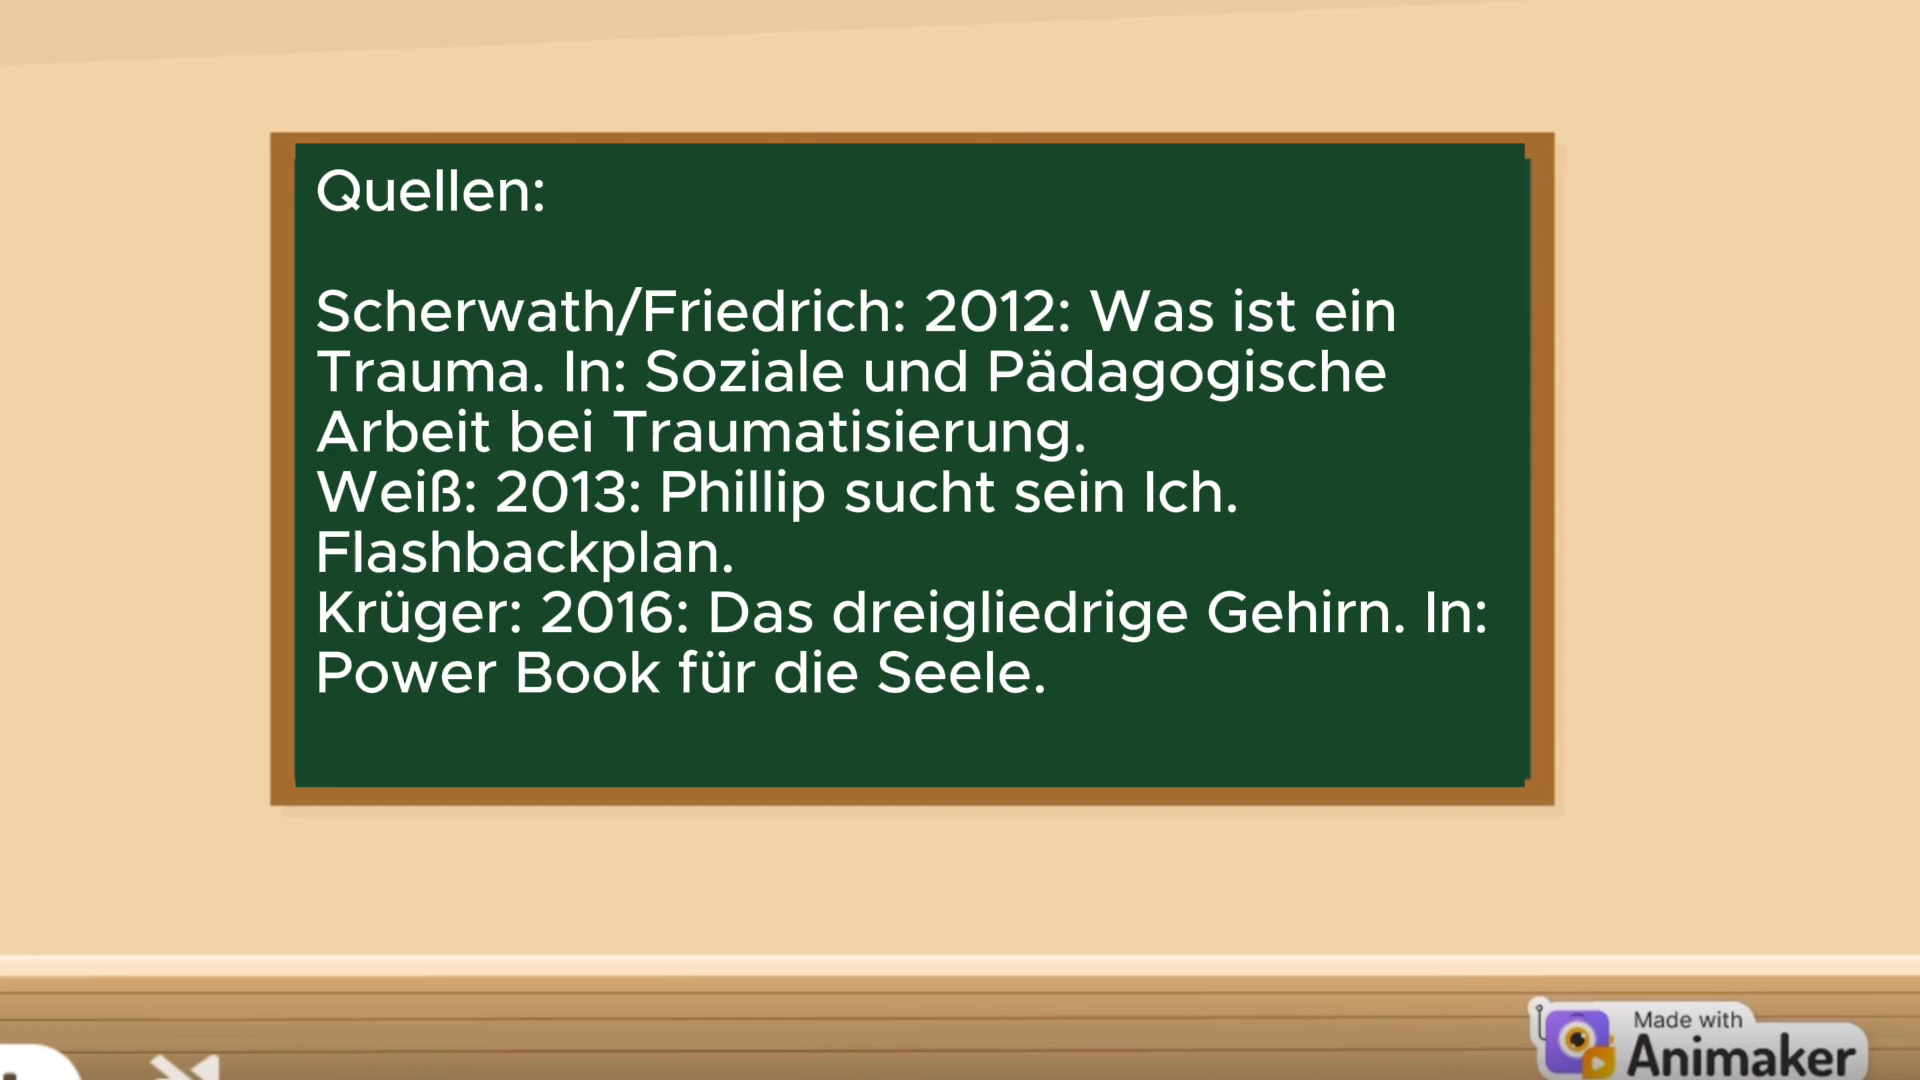 Quellen:
Scherwath/Friedrich: 2012: Was ist ein
Trauma. In: Soziale und Pädagogische
Arbeit bei Traumatisierung.
Weiß: 2013: Phillip sucht sein Ich.
Flashbackplan.
Krüger: 2016: Das dreigliedrige Gehirn. In:
Power Book für die Seele.
Made with
Animaker